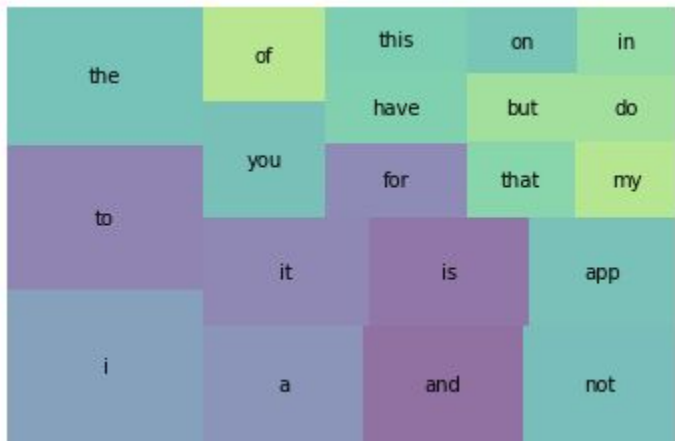 the
of
this
on
in
have
but
do
you
for
that
my
to
it
is
app
i
a
and
not